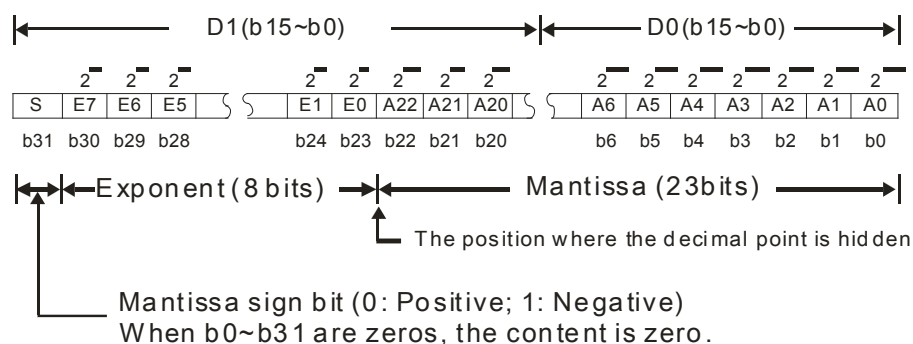 D1(b15~b0) D0(b15~b0)
2 2 2 2 2 2 2 2 2 2 2 2 2 2 2 2
S E7 E6 E5 E1 E0 A22 A21 A20 A6 A5 A4 A3 A2 A1 A0
b31 b30 b29 b28 b24 b23 b22 b21 b20 b6 b5 b4 b3 b2 b1 b0
Exponent (8 bits) Mantissa (23bits)
The position where the decimal point is hidden
Mantissa sign bit (0: Positive; 1: Negative)
When b0~b31 are zeros, the content is zero.